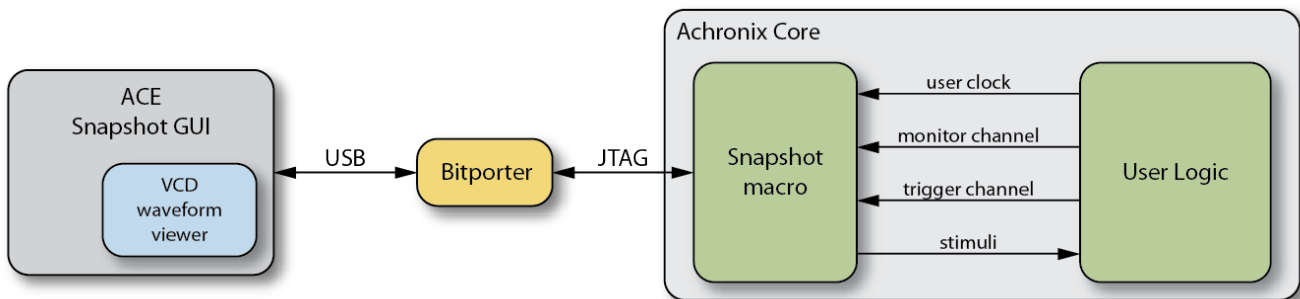 Achronix Core
ACE
Snapshot GUI
VCD
waveform
viewer
USB
Bitporter
JTAG
Snapshot
macro
user clock
monitor channel
trigger channel
stimuli
User Logic